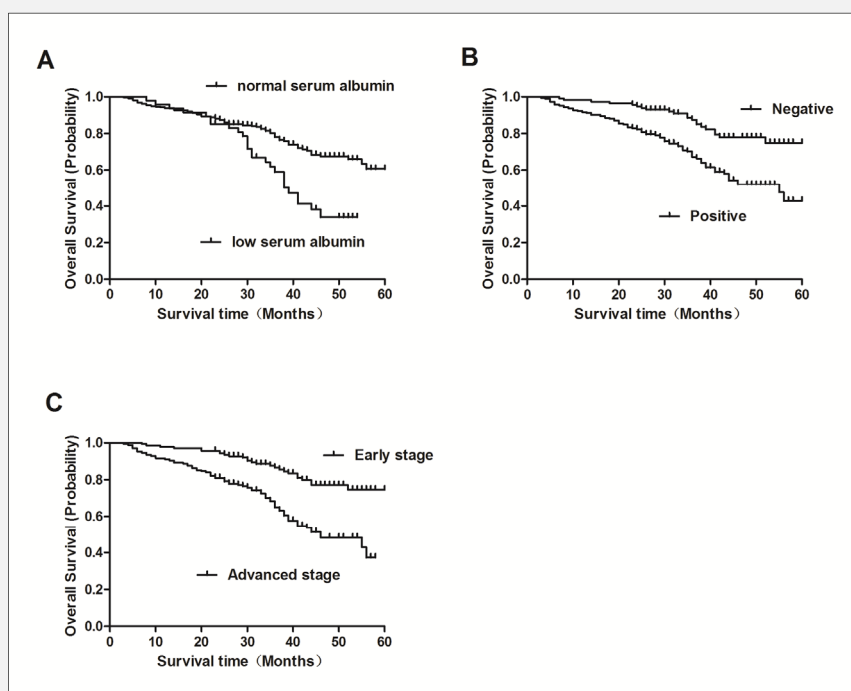 A
normal serum albumin
1.0
0.8
0.6
0.4
0.2
0.0
Overall Survival (Probability)
low serum albumin
0 10 20 30 40 50 60
Survival time（Months）
B
Negative
1.0
0.8
0.6
0.4
0.2
0.0
Overall Survival (Probability)
Positive
0 10 20 30 40 50 60
Survival time（Months）
C
Early stage
1.0
0.8
0.6
0.4
0.2
0.0
Overall Survival (Probability)
Advanced stage
0 10 20 30 40 50 60
Survival time（Months）